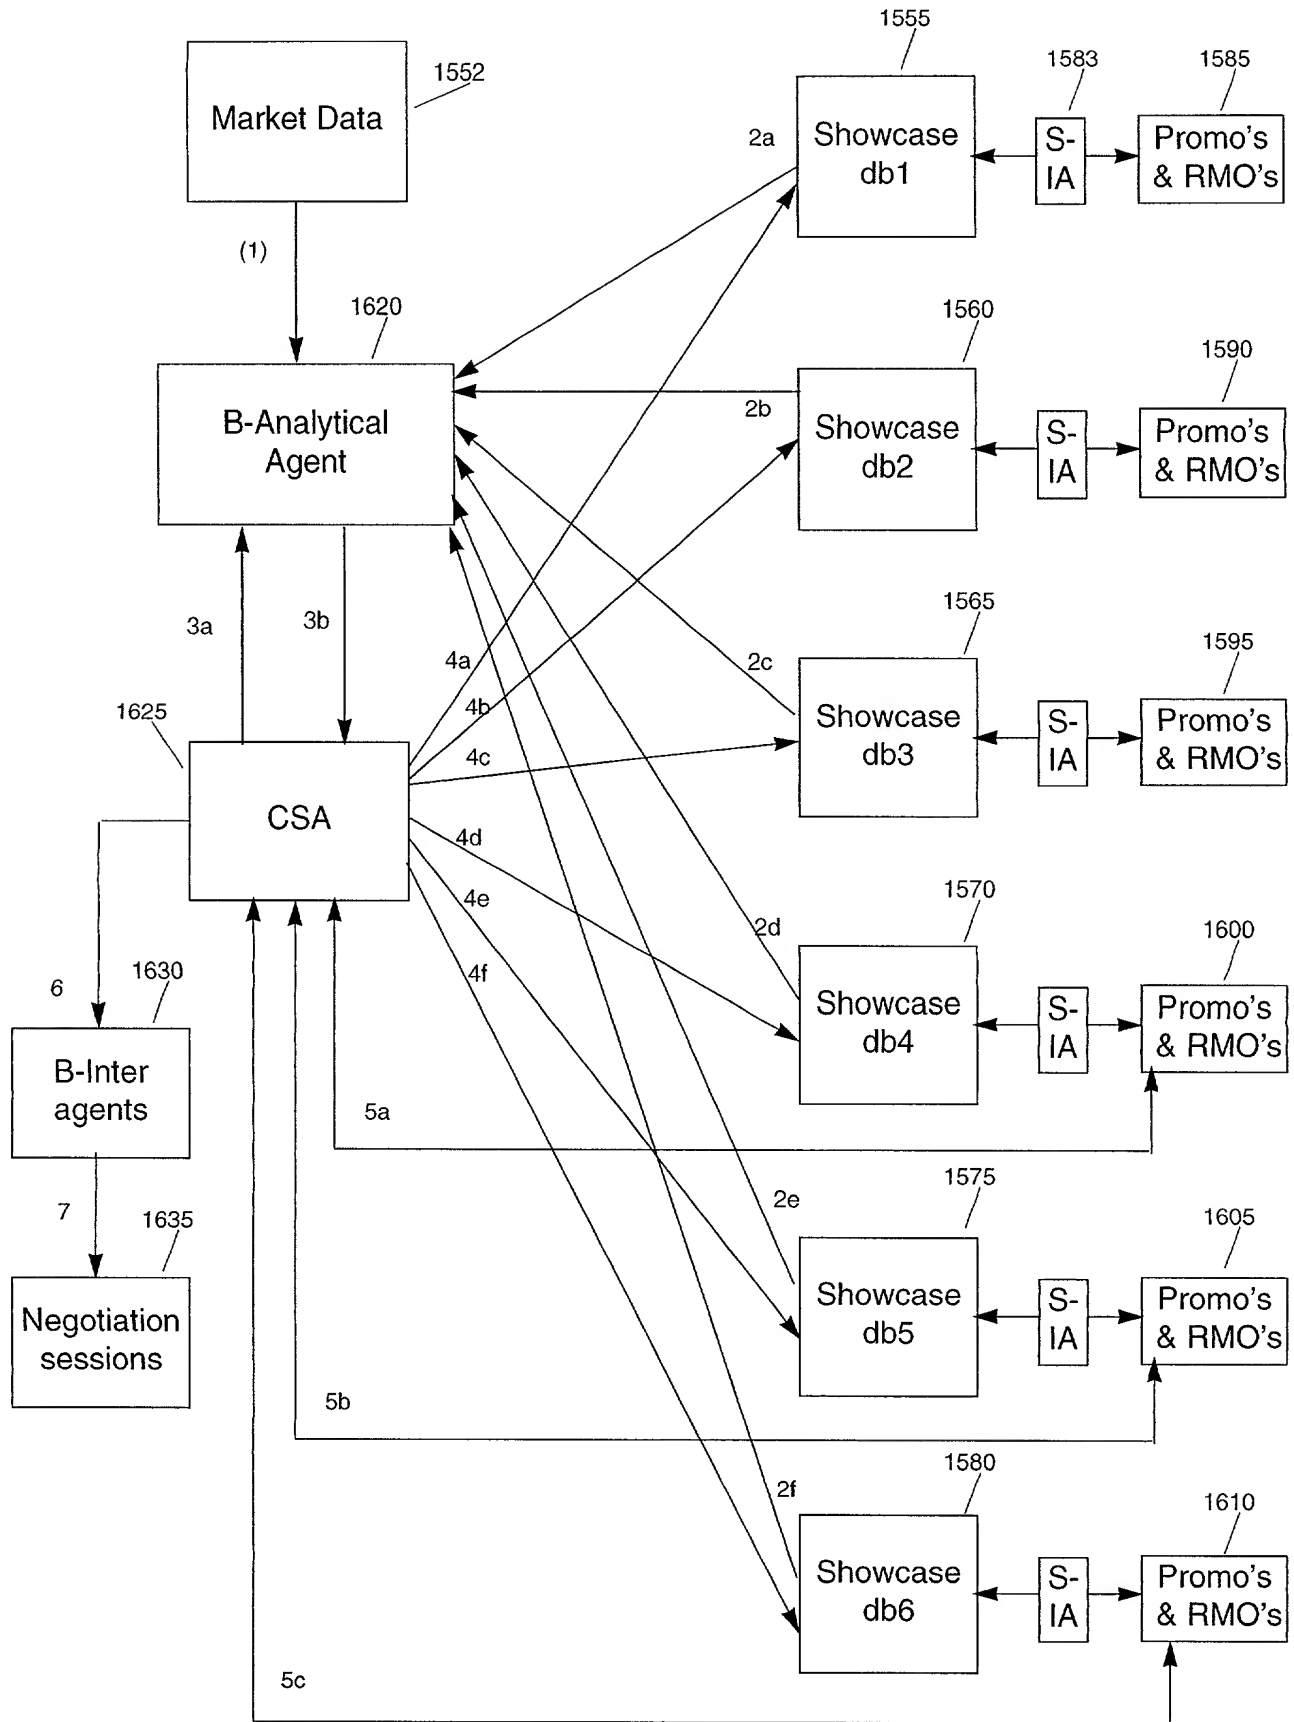 1555
1552
Market Data
1583
1585
2a
Showcase
db1
S-
IA
Promo's
& RMO's
(1)
1620
1560
1590
B-Analytical
Agent
2b
Showcase
db2
S-
IA
Promo's
& RMO's
3a
3b
1565
1595
4a
2c
4b
1625
4c
Showcase
db3
S-
IA
Promo's
& RMO's
CSA
4d
4e
4f
1570
1600
2d
1630
6
Showcase
db4
S-
IA
Promo's
& RMO's
B-Inter
agents
5a
1575
1605
2e
7
1635
Negotiation
sessions
Showcase
db5
S-
IA
Promo's
& RMO's
5b
1580
1610
2f
Showcase
db6
S-
IA
Promo's
& RMO's
5c